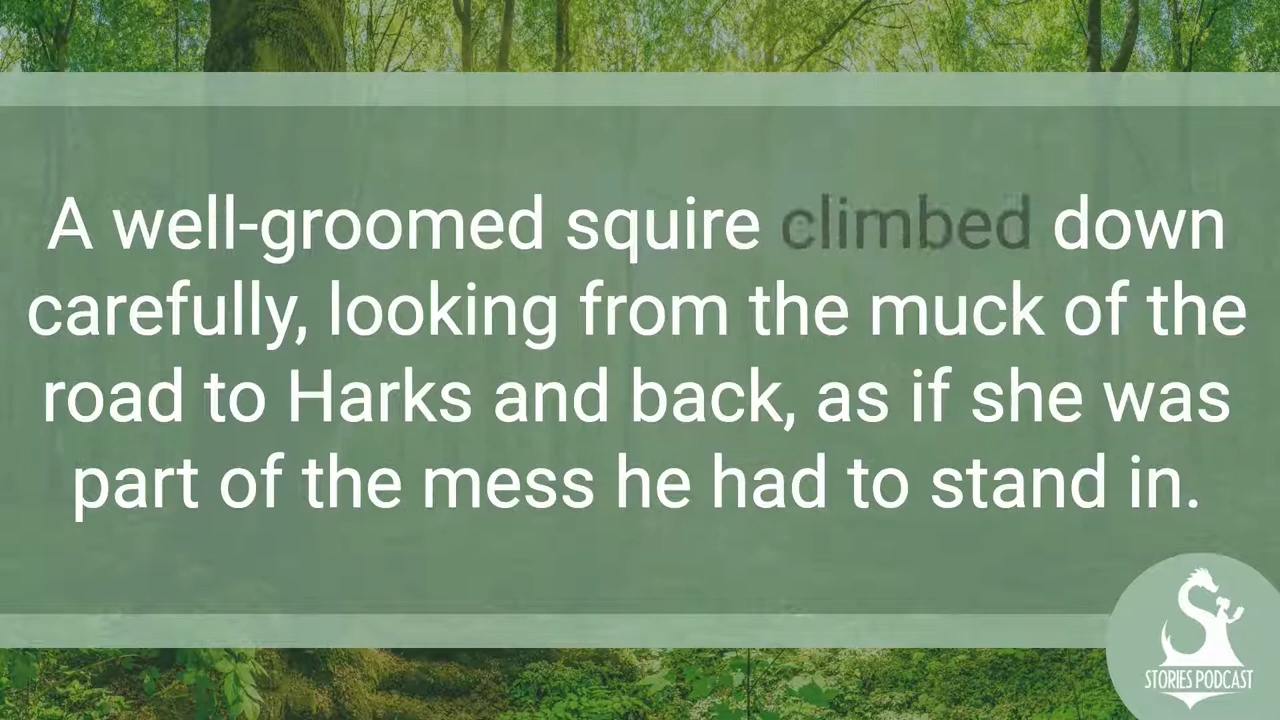 A well-groomed squire climbed down
carefully, looking from the muck of the
road to Harks and back, as if she was
part of the mess he had to stand in.
STORIES PODCAST